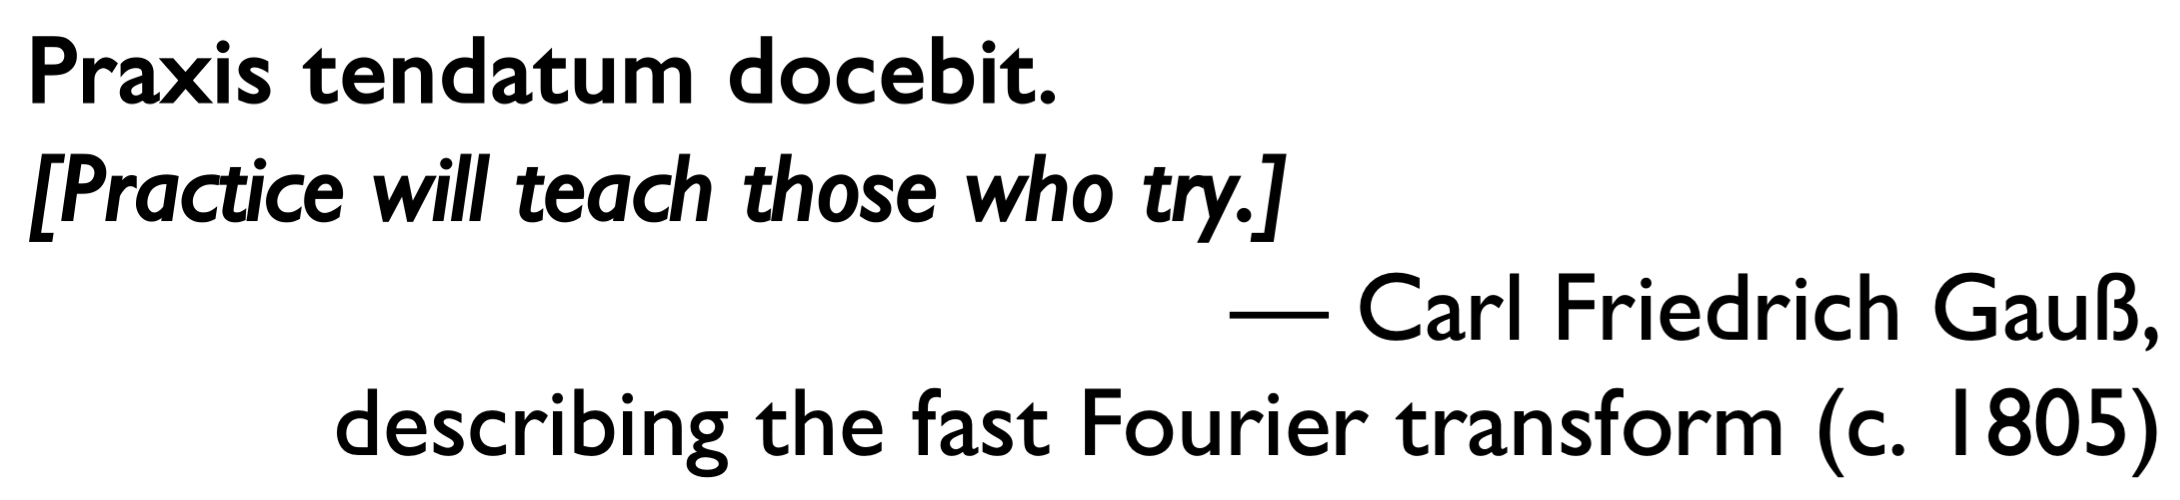 Praxis tendatum docebit.
[Practice will teach those who try.]
— Carl Friedrich Gauß,
describing the fast Fourier transform (c. 1805)